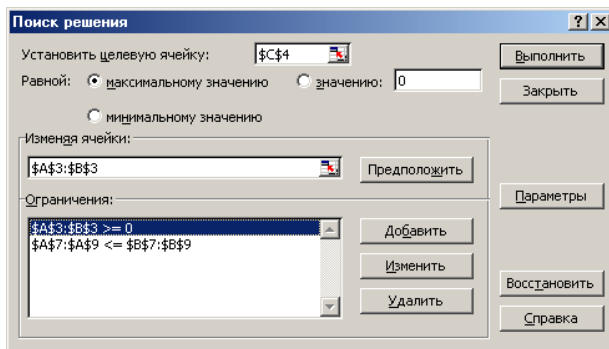 Поиск решения
Установить целевую ячейку: $C$4
Выполнить
Равной: максимальному значению значению: 0
Закрыть
минимальному значению
Изменяя ячейки:
$A$3:$B$3
Предположить
Ограничения:
Параметры
$A$3:$B$3 >= 0
Добавить
$A$7:$A$9 <= $B$7:$B$9
Изменить
Восстановить
Удалить
Справка